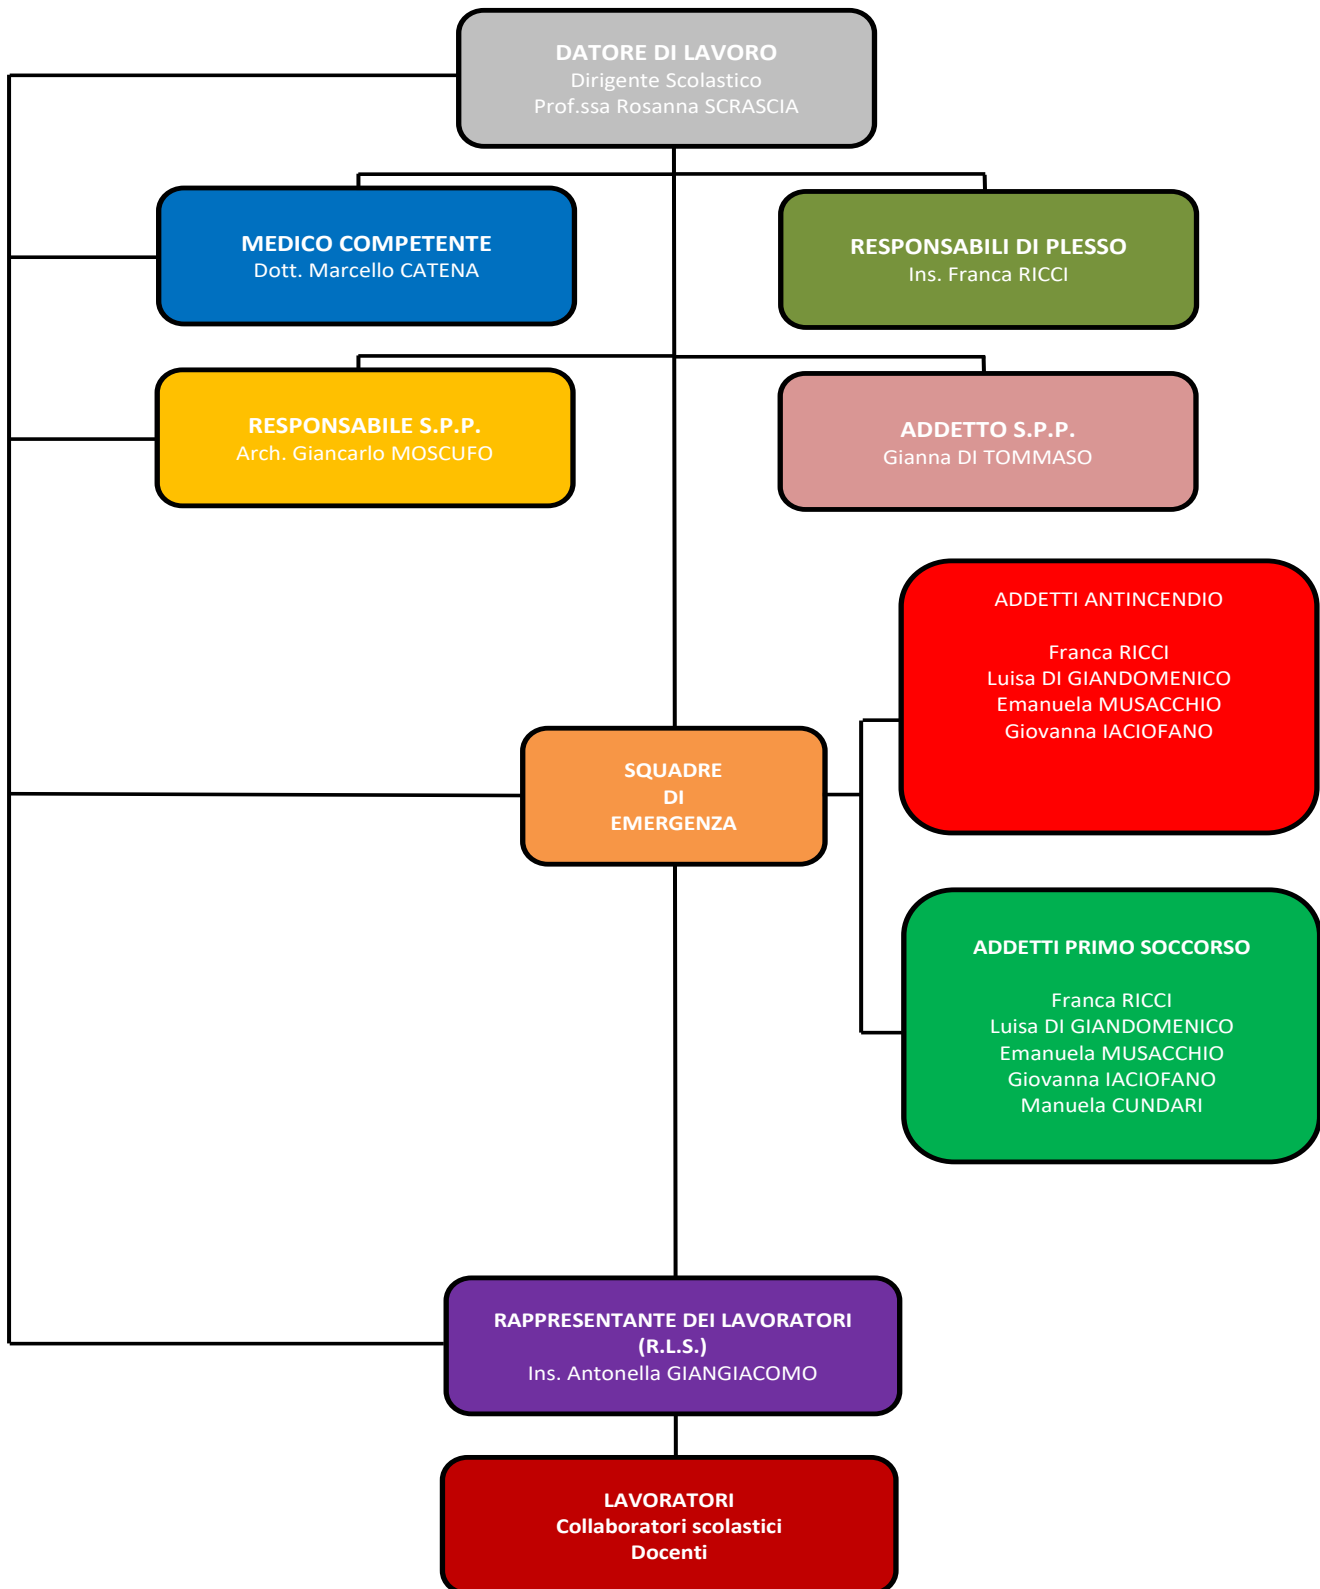 DATORE DI LAVORO
Dirigente Scolastico
Prof.ssa Rosanna SCRASCIA
MEDICO COMPETENTE
Dott. Marcello CATENA
RESPONSABILI DI PLESSO
Ins. Franca RICCI
RESPONSABILE S.P.P.
Arch. Giancarlo MOSCUFO
ADDETTO S.P.P.
Gianna DI TOMMASO
ADDETTI ANTINCENDIO
Franca RICCI
Luisa DI GIANDOMENICO
Emanuela MUSACCHIO
Giovanna IACIOFANO
SQUADRE
DI
EMERGENZA
ADDETTI PRIMO SOCCORSO
Franca RICCI
Luisa DI GIANDOMENICO
Emanuela MUSACCHIO
Giovanna IACIOFANO
Manuela CUNDARI
RAPPRESENTANTE DEI LAVORATORI
(R.L.S.)
Ins. Antonella GIANGIACOMO
LAVORATORI
Collaboratori scolastici
Docenti